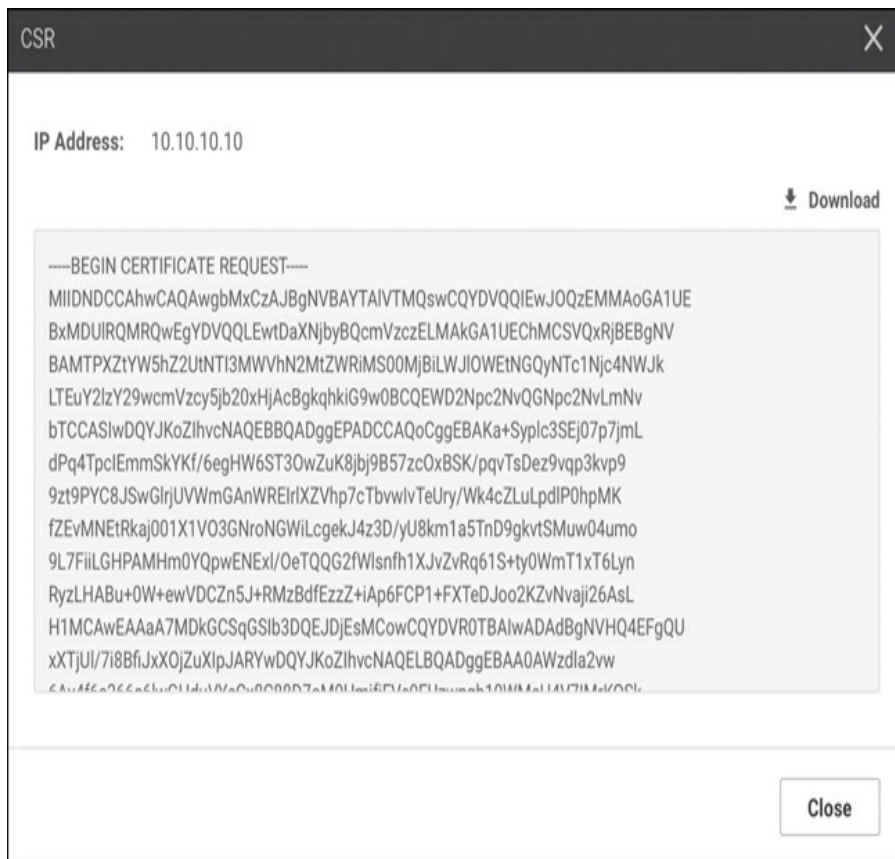 CSR X
IP Address: 10.10.10.10
Download
-----BEGIN CERTIFICATE REQUEST-----
MIIDNDCCAhwCAQAwgbMxCzAJBgNVBAYTAlVTMQswCQYDVQQIEwJOQzEMMAoGA1UE
BxMDUlRQMRQwEgYDVQQLEwtDaXNjbyBQcmVzczELMAkGA1UEChMCSVQxRjBEBgNV
BAMTPXZtYW5hZ2UtNTI3MWVhN2MtZWRiMS00MjBiLWJlOWEtNGQyNTc1Njc4NWJk
LTEuY2lzY29wcmVzcy5jb20xHjAcBgkqhkiG9w0BCQEWD2Npc2NvQGNpc2NvLmNv
bTCCASIwDQYJKoZIhvcNAQEBBQADggEPADCCAQoCggEBAKa+Syplc3SEj07p7jmL
dPq4TpclEmmSkYKf/6egHW6ST3OwZuK8jbj9B57zcOxBSK/pqvTsDez9vqp3kvp9
9zt9PYC8JSwGlrjUVWmGAnWREIrlXZVhp7cTbvwIvTeUry/Wk4cZLuLpdlP0hpMK
fZEvMNEtRkaj001X1VO3GNroNGWiLcgekJ4z3D/yU8km1a5TnD9gkvtSMuw04umo
9L7FiiLGHPAMHm0YQpwENExl/OeTQQG2fWlsnfh1XJvZvRq61S+ty0WmT1xT6Lyn
RyzLHABu+0W+ewVDCZn5J+RMzBdfEzzZ+iAp6FCP1+FXTeDJoo2KZvNvaji26AsL
H1MCAwEAAaA7MDkGCSqGSIb3DQEJDjEsMCowCQYDVR0TBAIwADAdBgNVHQ4EFgQU
xXTjUl/7i8BfiJxXOjZuXlpJARYwDQYJKoZIhvcNAQELBQADggEBAA0AWzdla2vw
Close